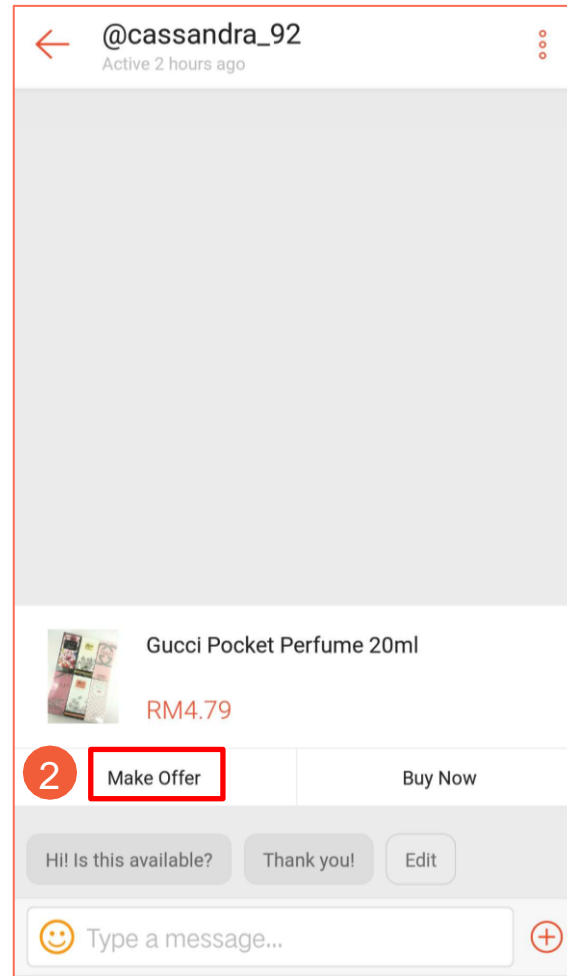 @cassandra_92
Active 2 hours ago
Gucci Pocket Perfume 20ml
RM4.79
2 Make Offer Buy Now
Hi! Is this available? Thank you! Edit
Type a message...